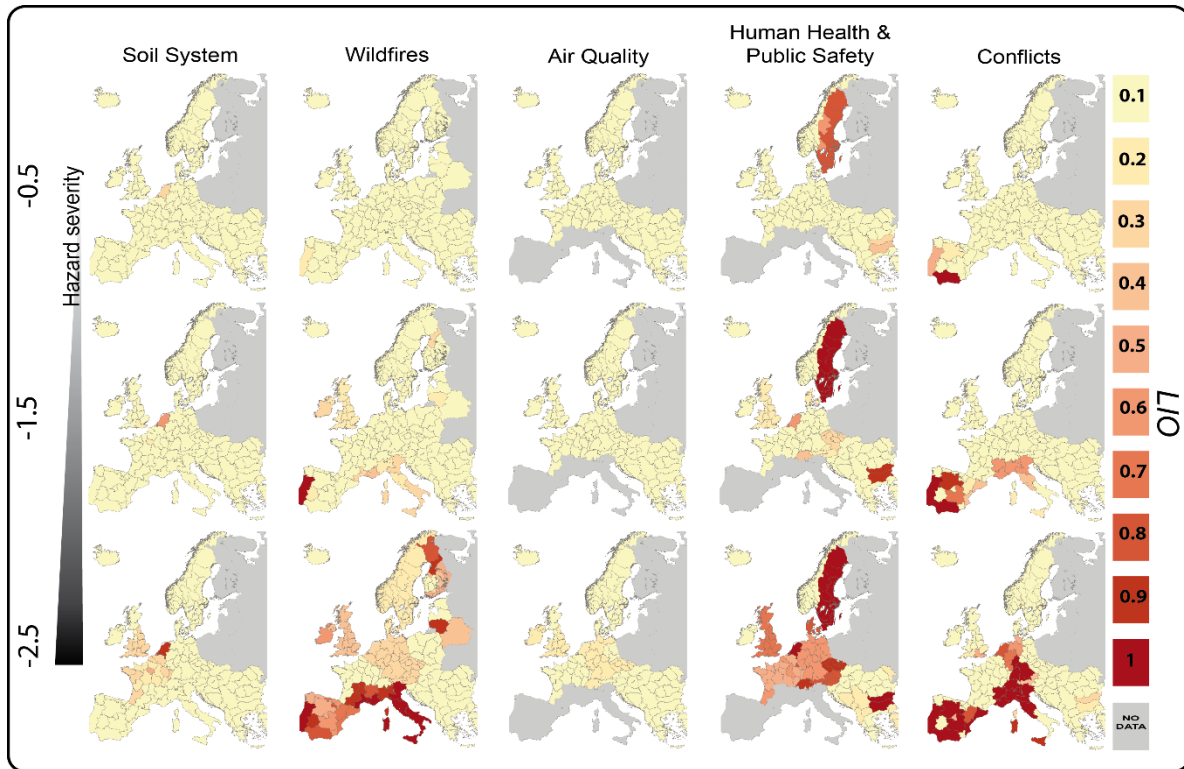 Soil System
Wildfires
Air Quality
Human Health &
Public Safety
Conflicts
Hazard severity
-0.5
-1.5
-2.5
0.1
0.2
0.3
0.4
0.5
0.6
0.7
0.8
0.9
1
NO
DATA
LIO